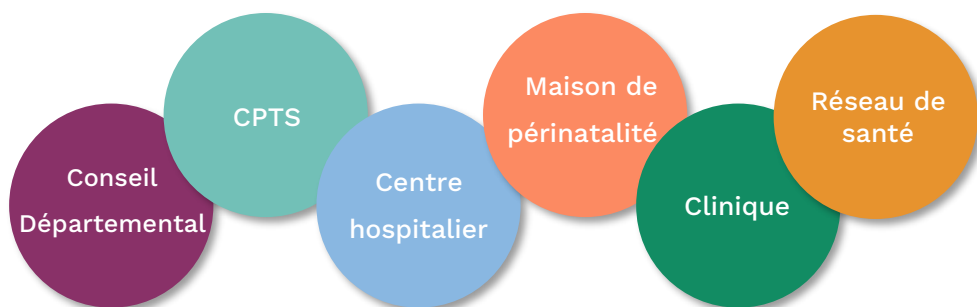 Conseil
Départemental
CPTS
Centre
hospitalier
Maison de
périnatalité
Clinique
Réseau de
santé